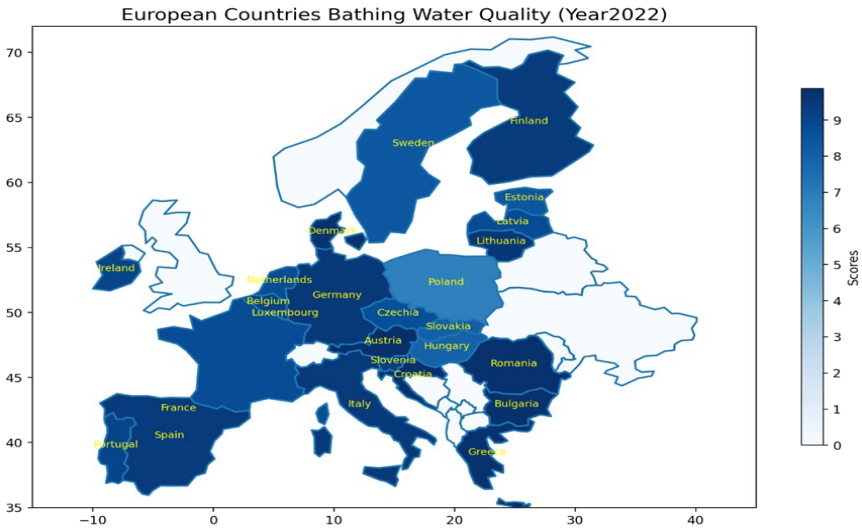 European Countries Bathing Water Quality (Year2022)
70
65
60
55
50
45
40
35
−10
0
10
20
30
40
Finland
Sweden
Estonia
Latvia
Denmark
Lithuania
Ireland
Netherlands
Poland
Germany
Belgium
Luxembourg
Czechia
Slovakia
Austria
Hungary
Slovenia
Romania
Croatia
France
Italy
Bulgaria
Spain
Portugal
Greece
9
8
7
6
5
4
3
2
1
0
Scores